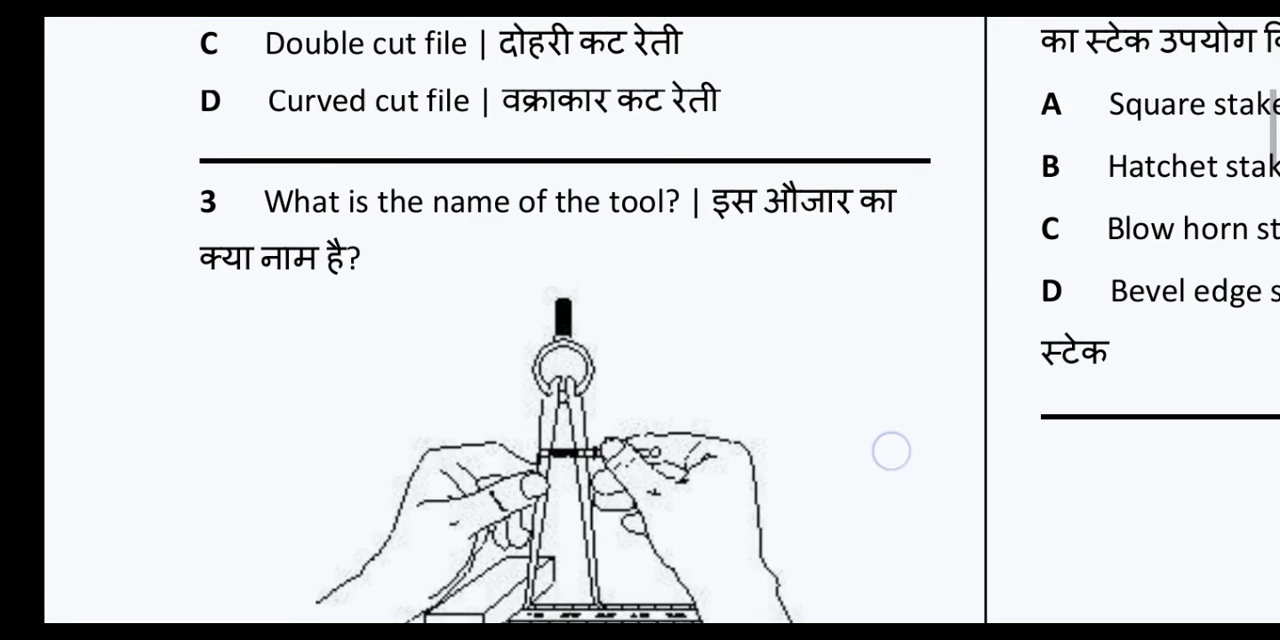 C Double cut file | दोहरी कट रेती
D Curved cut file | वक्राकार कट रेती
3 What is the name of the tool? | इस औजार का
क्या नाम है?
का स्टेक उपयोग
A Square stake
B Hatchet stak
C Blow horn st
D Bevel edge s
स्टेक